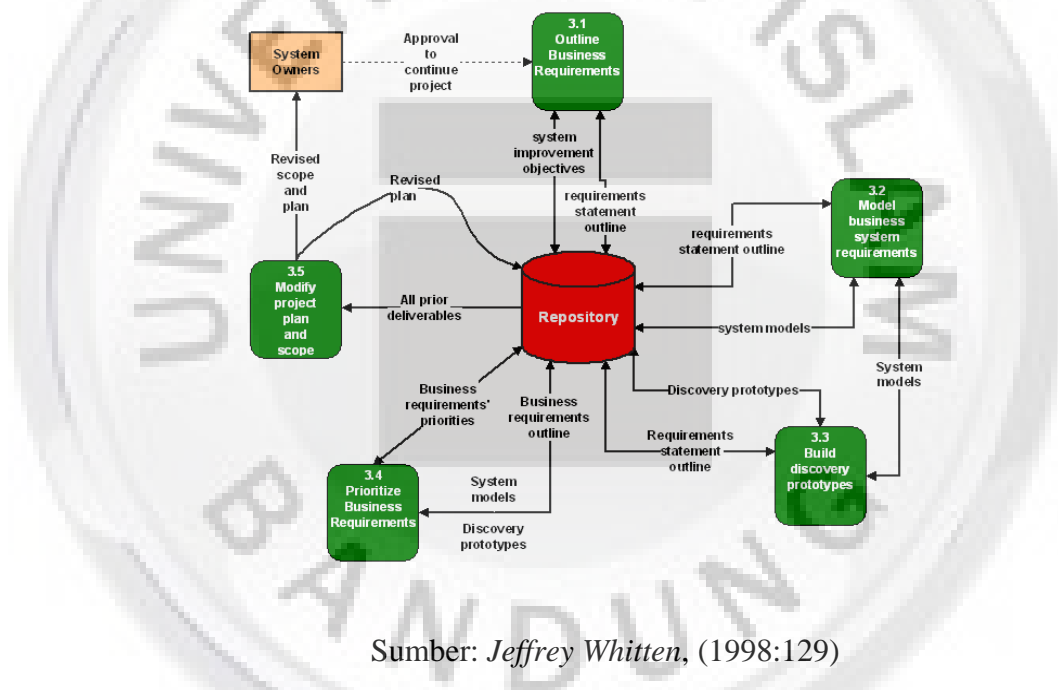 3.1
Outline
Business
Requirements
System
Owners
Approval
to
continue
project
system
improvement
objectives
requirements
statement
outline
Revised
scope
and
plan
Revised
plan
3.2
Model
business
system
requirements
requirements
statement outline
3.5
Modify
project
plan
and
scope
All prior
deliverables
Repository
system models
System
models
Discovery prototypes
Business
requirements'
priorities
Business
requirements
outline
Requirements
statement
outline
3.3
Build
discovery
prototypes
3.4
Prioritize
Business
Requirements
System
models
Discovery
prototypes
Sumber: Jeffrey Whitten, (1998:129)
BANDUNG